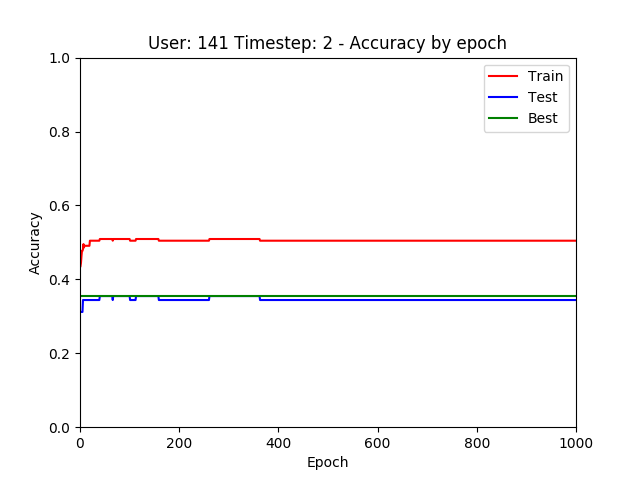 User: 141 Timestep: 2 - Accuracy by epoch
1.0
0.8
0.6
0.4
0.2
0.0
Accuracy
Train
Test
Best
0 200 400 600 800 1000
Epoch